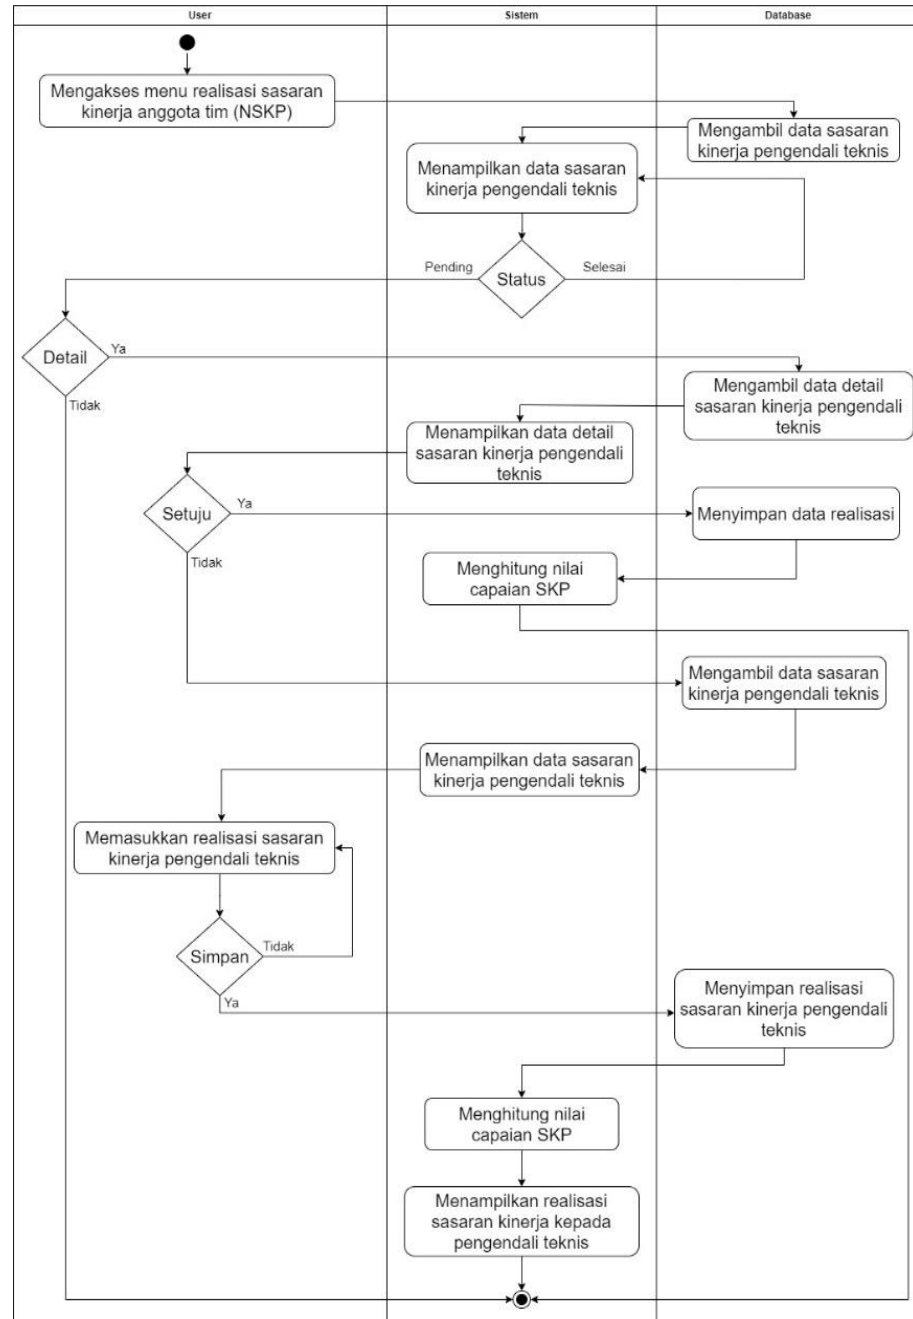 User
Sistem
Database
Mengakses menu realisasi sasaran
kinerja anggota tim (NSKP)
Mengambil data sasaran
kinerja pengendali teknis
Menampilkan data sasaran
kinerja pengendali teknis
Pending
Status
Selesai
Detail
Ya
Tidak
Mengambil data detail
sasaran kinerja pengendali
teknis
Menampilkan data detail
sasaran kinerja pengendali
teknis
Setuju
Ya
Tidak
Menyimpan data realisasi
Menghitung nilai
capaian SKP
Mengambil data sasaran
kinerja pengendali teknis
Menampilkan data sasaran
kinerja pengendali teknis
Memasukkan realisasi sasaran
kinerja pengendali teknis
Simpan
Tidak
Ya
Menyimpan realisasi
sasaran kinerja pengendali
teknis
Menghitung nilai
capaian SKP
Menampilkan realisasi
sasaran kinerja kepada
pengendali teknis